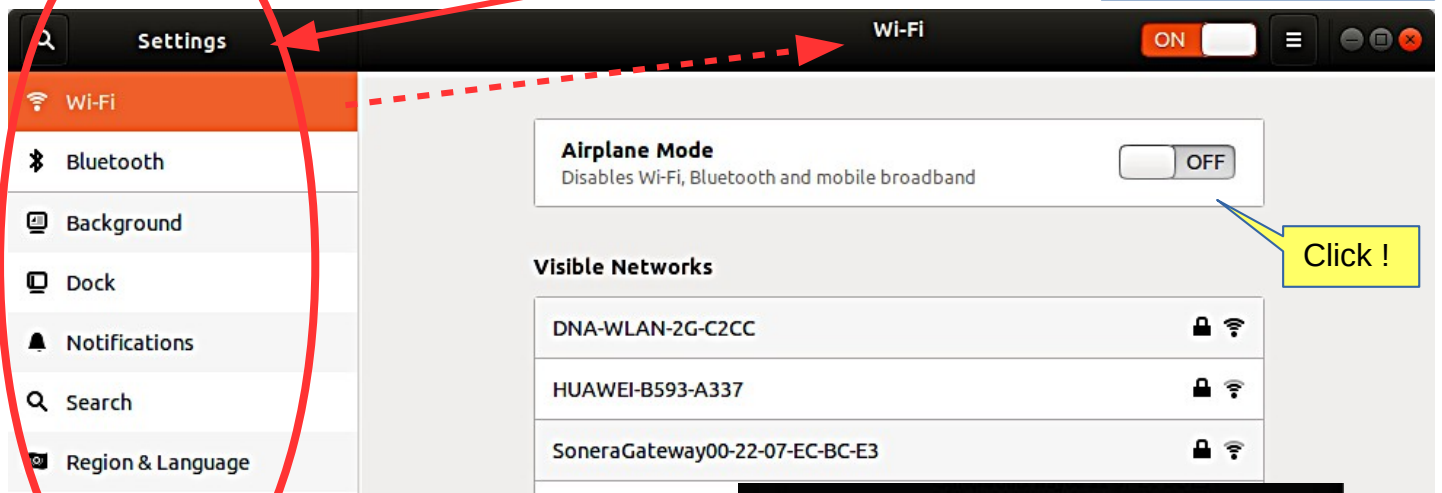 Settings
Wi-Fi
ON
Wi-Fi
Bluetooth
Background
Dock
Notifications
Search
Region & Language
Airplane Mode
Disables Wi-Fi, Bluetooth and mobile broadband
OFF
Click !
Visible Networks
DNA-WLAN-2G-C2CC
HUAWEI-B593-A337
SoneraGateway00-22-07-EC-BC-E3